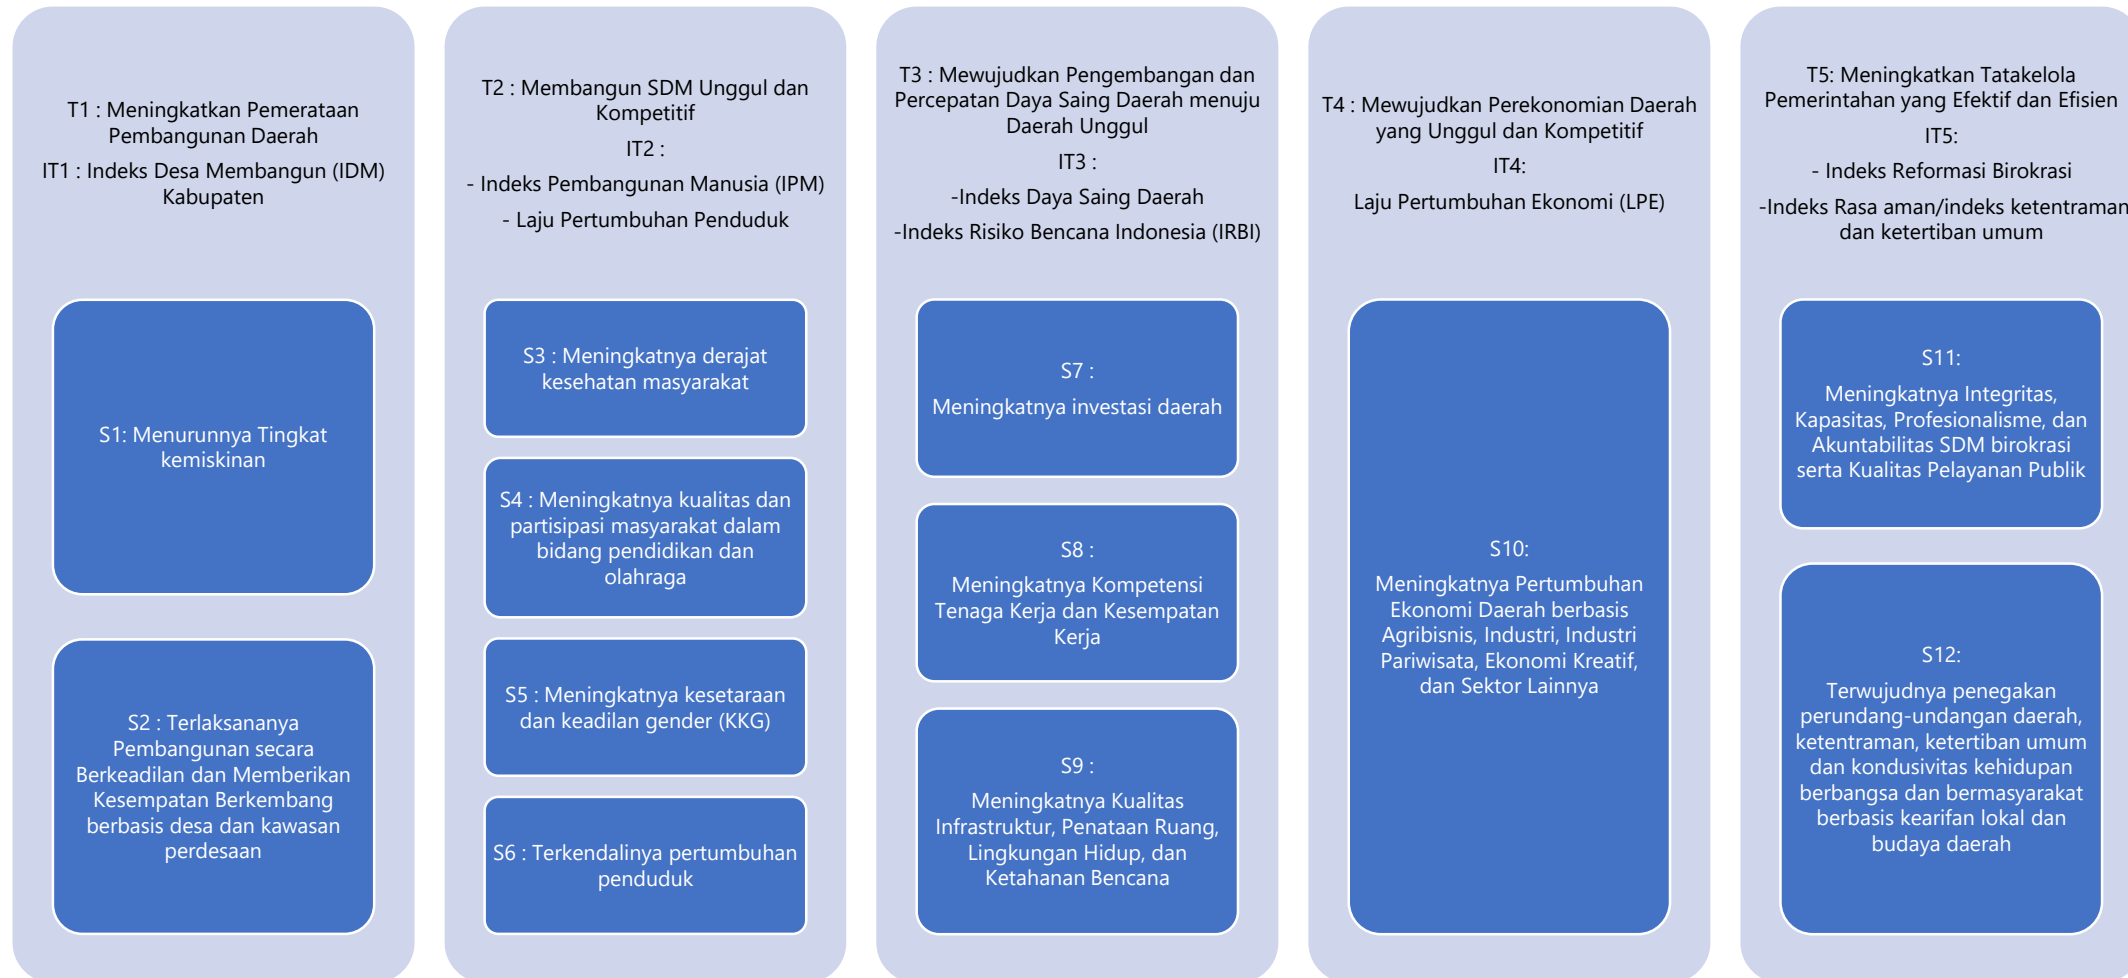 T1 : Meningkatkan Pemerataan
Pembangunan Daerah
IT1 : Indeks Desa Membangun (IDM)
Kabupaten
S1: Menurunnya Tingkat
kemiskinan
S2 : Terlaksananya
Pembangunan secara
Berkeadilan dan Memberikan
Kesempatan Berkembang
berbasis desa dan kawasan
perdesaan
T2 : Membangun SDM Unggul dan
Kompetitif
IT2 :
- Indeks Pembangunan Manusia (IPM)
- Laju Pertumbuhan Penduduk
S3 : Meningkatnya derajat
kesehatan masyarakat
S4 : Meningkatnya kualitas dan
partisipasi masyarakat dalam
bidang pendidikan dan
olahraga
S5 : Meningkatnya kesetaraan
dan keadilan gender (KKG)
S6 : Terkendalinya pertumbuhan
penduduk
T3 : Mewujudkan Pengembangan dan
Percepatan Daya Saing Daerah menuju
Daerah Unggul
IT3 :
-Indeks Daya Saing Daerah
-Indeks Risiko Bencana Indonesia (IRBI)
S7 :
Meningkatnya investasi daerah
S8 :
Meningkatnya Kompetensi
Tenaga Kerja dan Kesempatan
Kerja
S9 :
Meningkatnya Kualitas
Infrastruktur, Penataan Ruang,
Lingkungan Hidup, dan
Ketahanan Bencana
T4 : Mewujudkan Perekonomian Daerah
yang Unggul dan Kompetitif
IT4:
Laju Pertumbuhan Ekonomi (LPE)
S10:
Meningkatnya Pertumbuhan
Ekonomi Daerah berbasis
Agribisnis, Industri, Industri
Pariwisata, Ekonomi Kreatif,
dan Sektor Lainnya
T5: Meningkatkan Tatakelola
Pemerintahan yang Efektif dan Efisien
IT5:
- Indeks Reformasi Birokrasi
-Indeks Rasa aman/indeks ketentraman
dan ketertiban umum
S11:
Meningkatnya Integritas,
Kapasitas, Profesionalisme, dan
Akuntabilitas SDM birokrasi
serta Kualitas Pelayanan Publik
S12:
Terwujudnya penegakan
perundang-undangan daerah,
ketentraman, ketertiban umum
dan kondusivitas kehidupan
berbangsa dan bermasyarakat
berbasis kearifan lokal dan
budaya daerah